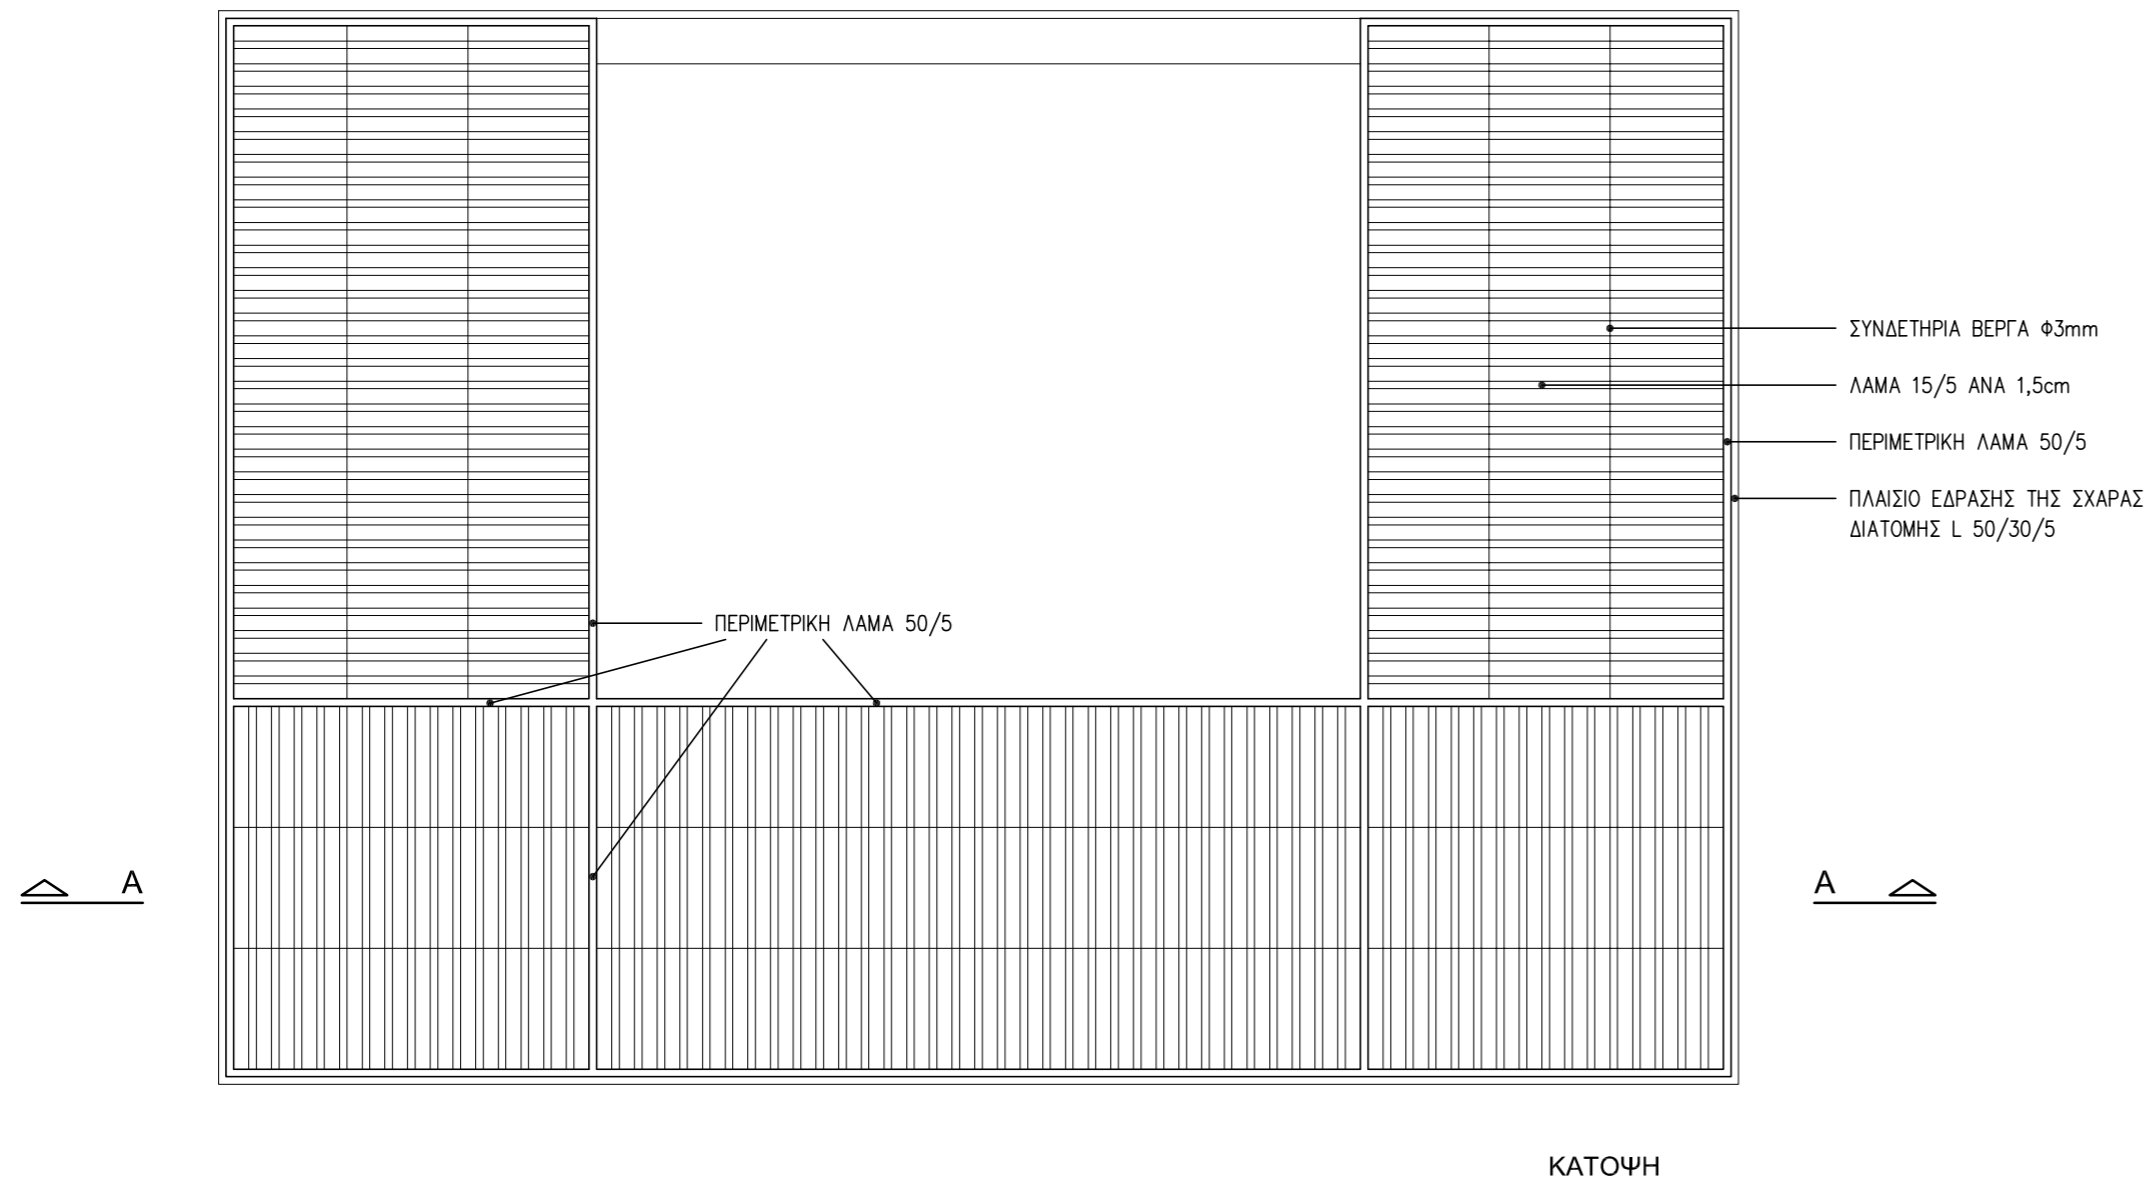 ΣΥΝΔΕΤΗΡΙΑ ΒΕΡΓΑ Φ3mm
ΛΑΜΑ 15/5 ΑΝΑ 1,5cm
ΠΕΡΙΜΕΤΡΙΚΗ ΛΑΜΑ 50/5
ΠΛΑΙΣΙΟ ΕΔΡΑΣΗΣ ΤΗΣ ΣΧΑΡΑΣ
ΔΙΑΤΟΜΗΣ L 50/30/5
ΠΕΡΙΜΕΤΡΙΚΗ ΛΑΜΑ 50/5
A
A
ΚΑΤΟΨΗ